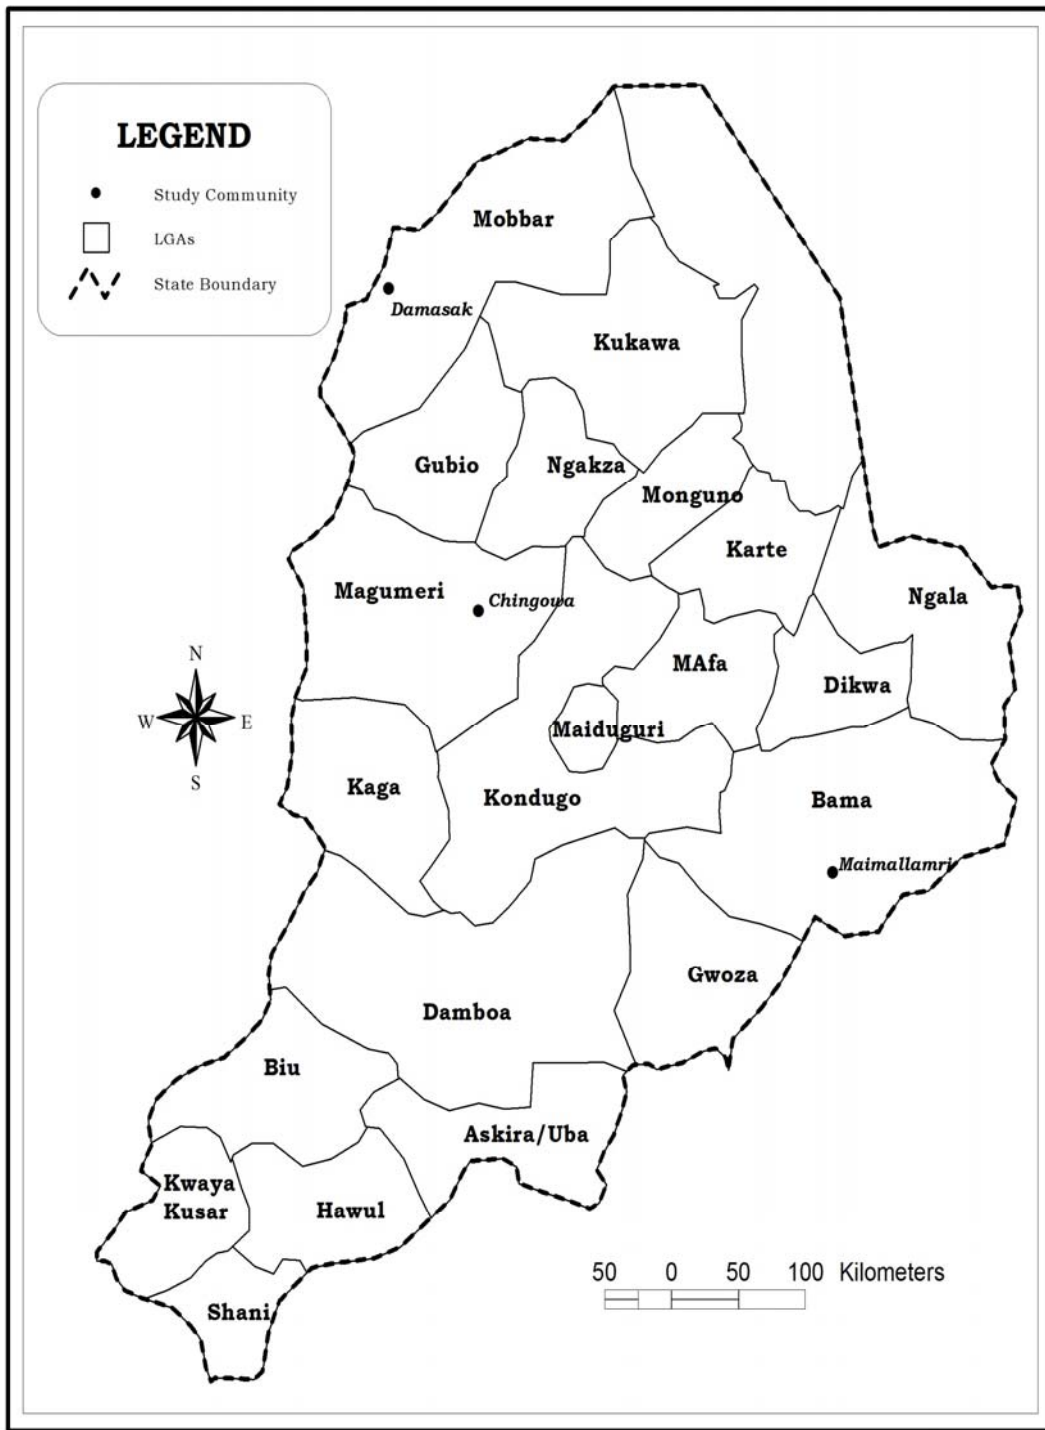 LEGEND
Study Community
LGAs
State Boundary
Mobbar
Damasak
Kukawa
Gubio
Ngakza
Monguno
Karte
Magumeri
Chingowa
Ngala
N
W
E
S
MAfa
Dikwa
Maiduguri
Kaga
Kondugo
Bama
Maimallamri
Gwoza
Damboa
Biu
Askira/Uba
Kwaya
Kusar
Hawul
50 0 50 100 Kilometers
Shani